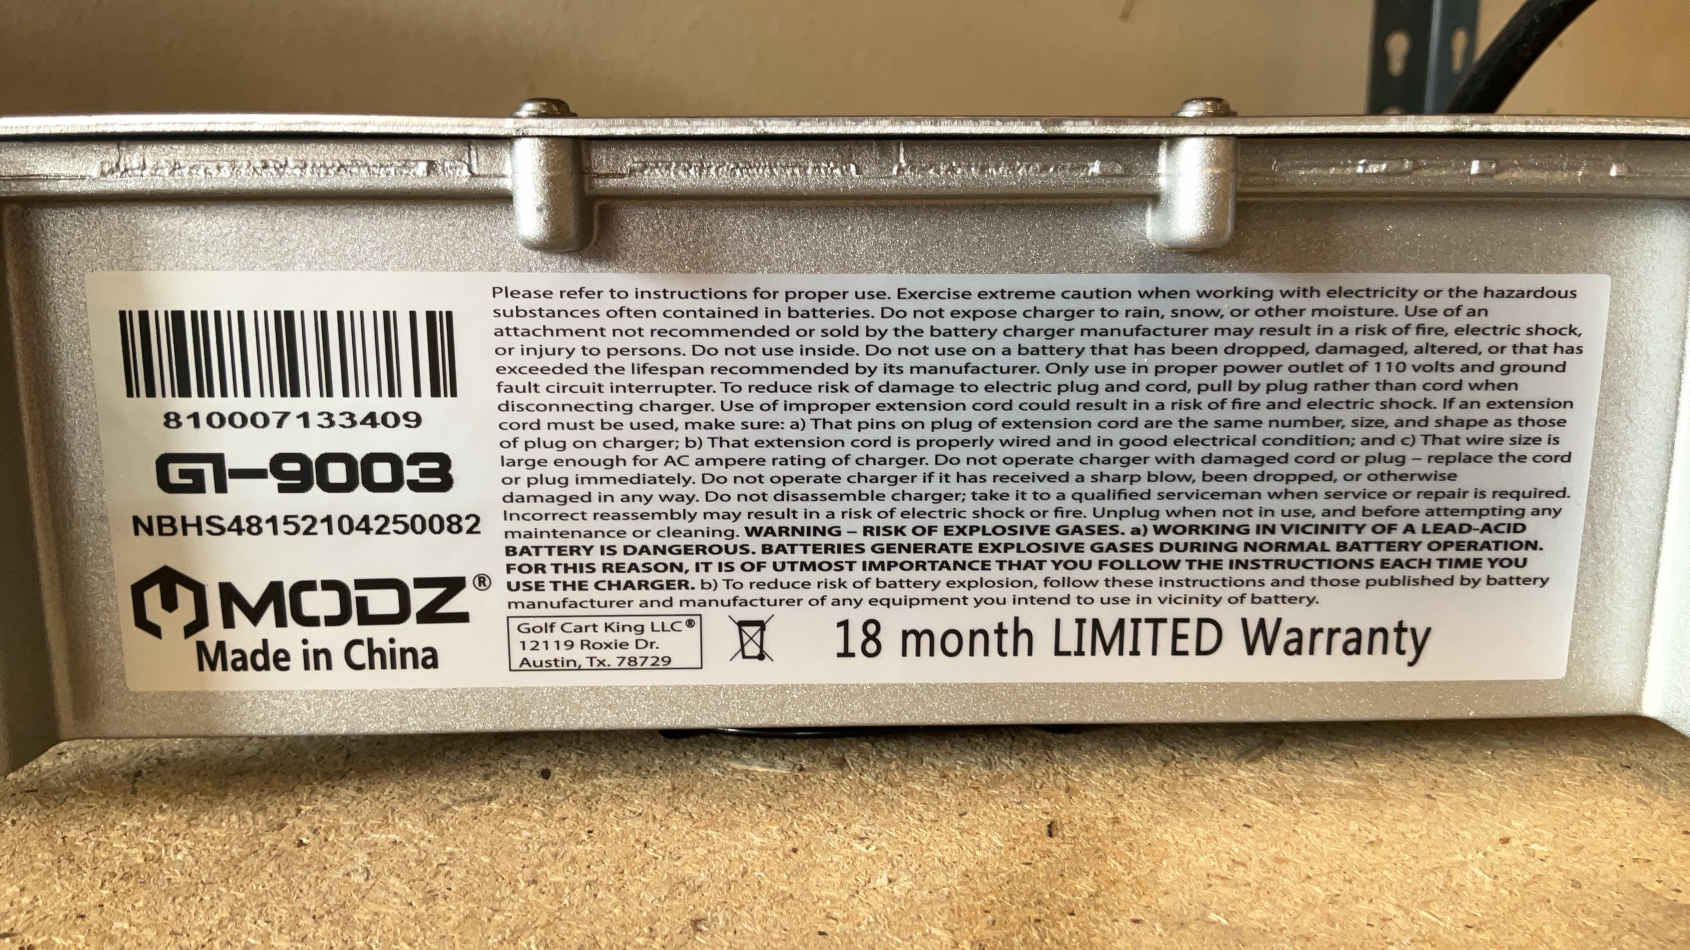 810007133409
G1-9003
NBHS48152104250082
MODZ®
Made in China
Please refer to instructions for proper use. Exercise extreme caution when working with electricity or the hazardous
substances often contained in batteries. Do not expose charger to rain, snow, or other moisture. Use of an
attachment not recommended or sold by the battery charger manufacturer may result in a risk of fire, electric shock,
or injury to persons. Do not use inside. Do not use on a battery that has been dropped, damaged, altered, or that has
exceeded the lifespan recommended by its manufacturer. Only use in proper power outlet of 110 volts and ground
fault circuit interrupter. To reduce risk of damage to electric plug and cord, pull by plug rather than cord when
disconnecting charger. Use of improper extension cord could result in a risk of fire and electric shock. If an extension
cord must be used, make sure: a) That pins on plug of extension cord are the same number, size, and shape as those
of plug on charger; b) That extension cord is properly wired and in good electrical condition; and c) That wire size is
large enough for AC ampere rating of charger. Do not operate charger with damaged cord or plug – replace the cord
or plug immediately. Do not operate charger if it has received a sharp blow, been dropped, or otherwise
damaged in any way. Do not disassemble charger; take it to a qualified serviceman when service or repair is required.
Incorrect reassembly may result in a risk of electric shock or fire. Unplug when not in use, and before attempting any
maintenance or cleaning. WARNING – RISK OF EXPLOSIVE GASES. a) WORKING IN VICINITY OF A LEAD-ACID
BATTERY IS DANGEROUS. BATTERIES GENERATE EXPLOSIVE GASES DURING NORMAL BATTERY OPERATION.
FOR THIS REASON, IT IS OF UTMOST IMPORTANCE THAT YOU FOLLOW THE INSTRUCTIONS EACH TIME YOU
USE THE CHARGER. b) To reduce risk of battery explosion, follow these instructions and those published by battery
manufacturer and manufacturer of any equipment you intend to use in vicinity of battery.
Golf Cart King LLC®
12119 Roxie Dr.
Austin, Tx. 78729
18 month LIMITED Warranty